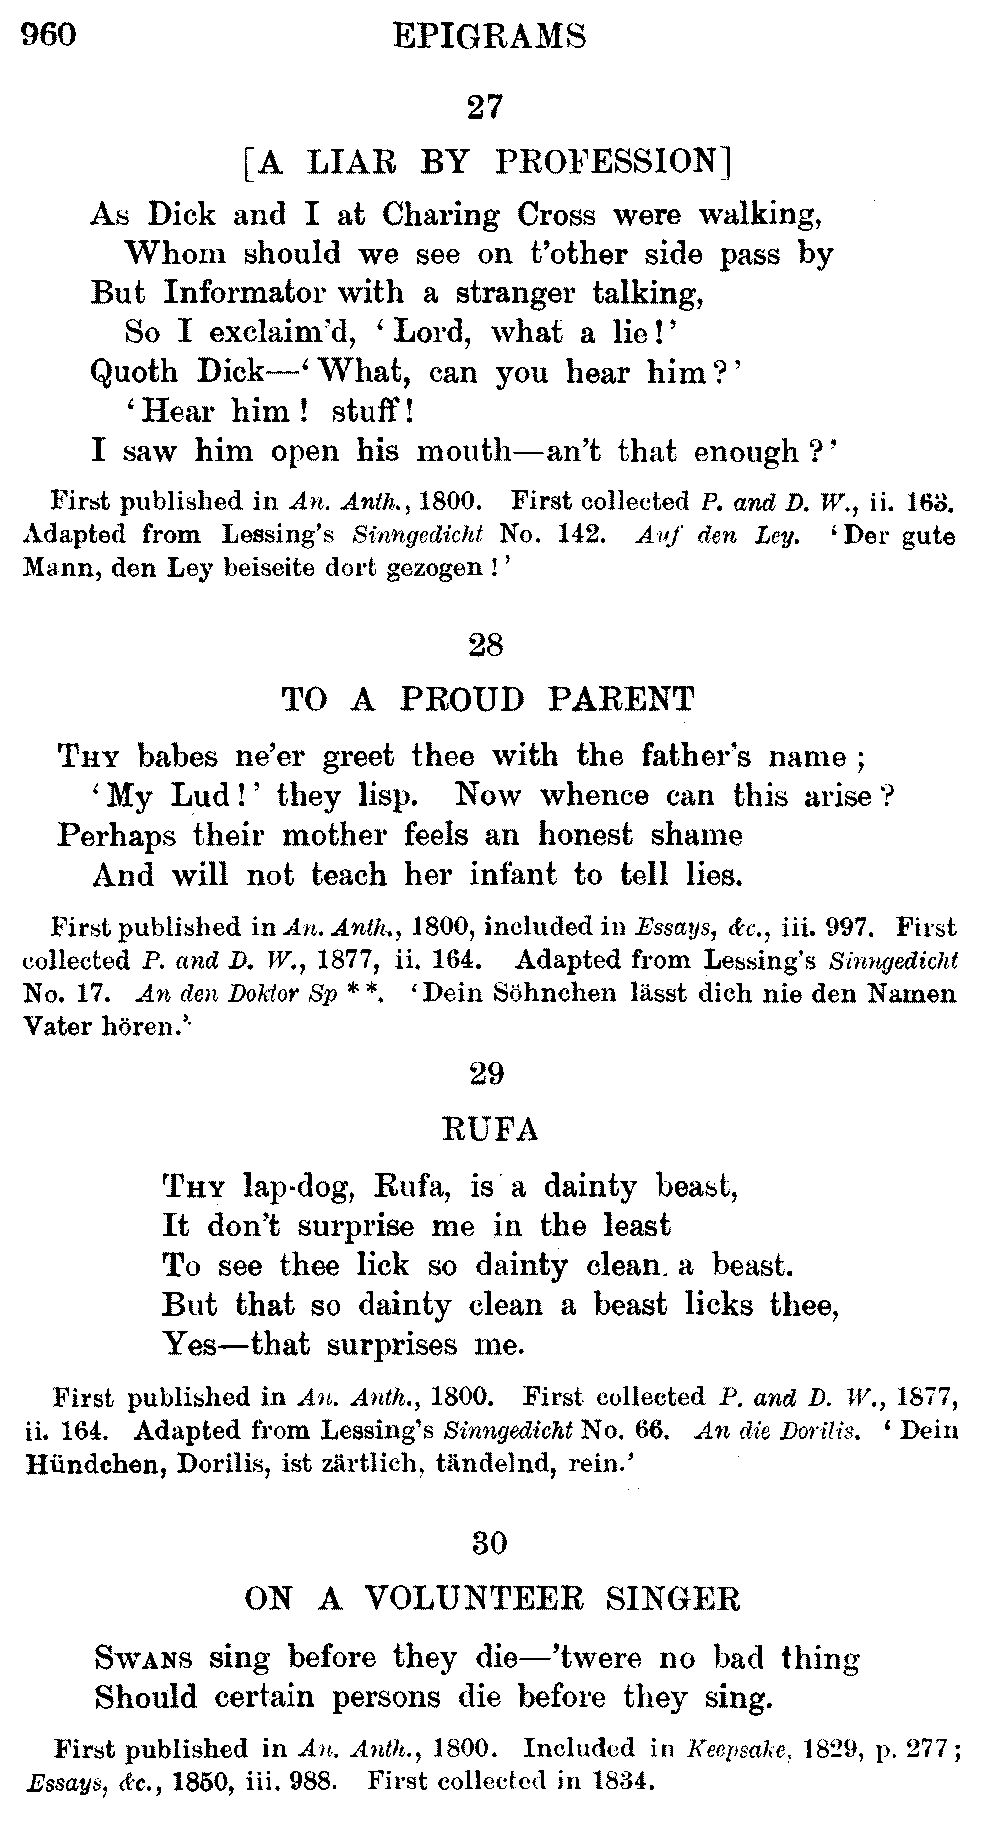 960 EPIGRAMS
27
[A LIAR BY PROFESSION]
As Dick and I at Charing Cross were walking,
Whom should we see on t'other side pass by
But Informator with a stranger talking,
So I exclaim'd, 'Lord, what a lie!'
Quoth Dick—'What, can you hear him?'
'Hear him! stuff!
I saw him open his mouth—an't that enough?'
First published in An. Anth., 1800. First collected P. and D. W., ii. 163.
Adapted from Lessing's Sinngedicht No. 142. Auf den Ley. 'Der gute
Mann, den Ley beiseite dort gezogen!'
28
TO A PROUD PARENT
THY babes ne'er greet thee with the father's name;
'My Lud!' they lisp. Now whence can this arise?
Perhaps their mother feels an honest shame
And will not teach her infant to tell lies.
First published in An. Anth., 1800, included in Essays, &c., iii. 997. First
collected P. and D. W., 1877, ii. 164. Adapted from Lessing's Sinngedicht
No. 17. An den Doktor Sp **. 'Dein Söhnchen lässt dich nie den Namen
Vater hören.'
29
RUFA
THY lap-dog, Rufa, is a dainty beast,
It don't surprise me in the least
To see thee lick so dainty clean a beast.
But that so dainty clean a beast licks thee,
Yes—that surprises me.
First published in An. Anth., 1800. First collected P. and D. W., 1877,
ii. 164. Adapted from Lessing's Sinngedicht No. 66. An die Dorilis. 'Dein
Hündchen, Dorilis, ist zärtlich, tändelnd, rein.'
30
ON A VOLUNTEER SINGER
SWANS sing before they die—'twere no bad thing
Should certain persons die before they sing.
First published in An. Anth., 1800. Included in Keepsake, 1829, p. 277;
Essays, &c., 1850, iii. 988. First collected in 1834.